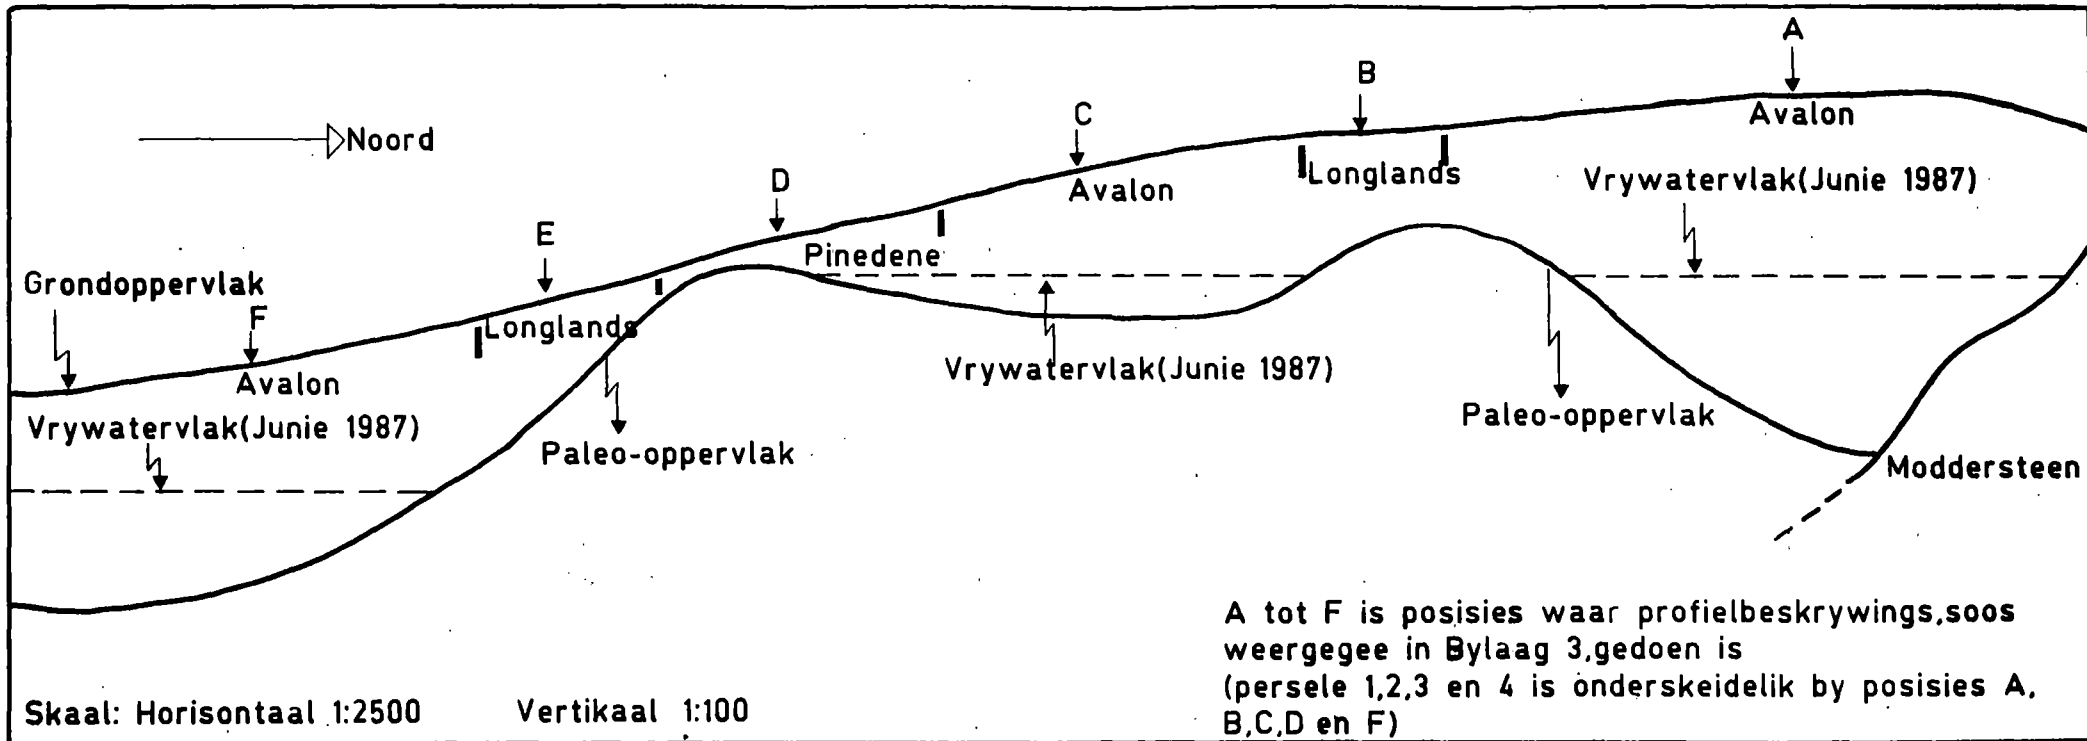 A
B
Avalon
C
Noord
Longlands
Vrywatervlak(Junie 1987)
D
Avalon
E
Pinedene
Grondoppervlak
F
Longlands
Vrywatervlak(Junie 1987)
Avalon
Paleo-oppervlak
Vrywatervlak(Junie 1987)
Paleo-oppervlak
Moddersteen
A tot F is posisies waar profielbeskrywings,soos
weergegee in Bylaag 3,gedoen is
(persele 1,2,3 en 4 is onderskeidelik by posisies A,
B,C,D en F)
Skaal: Horisontaal 1:2500 Vertikaal 1:100